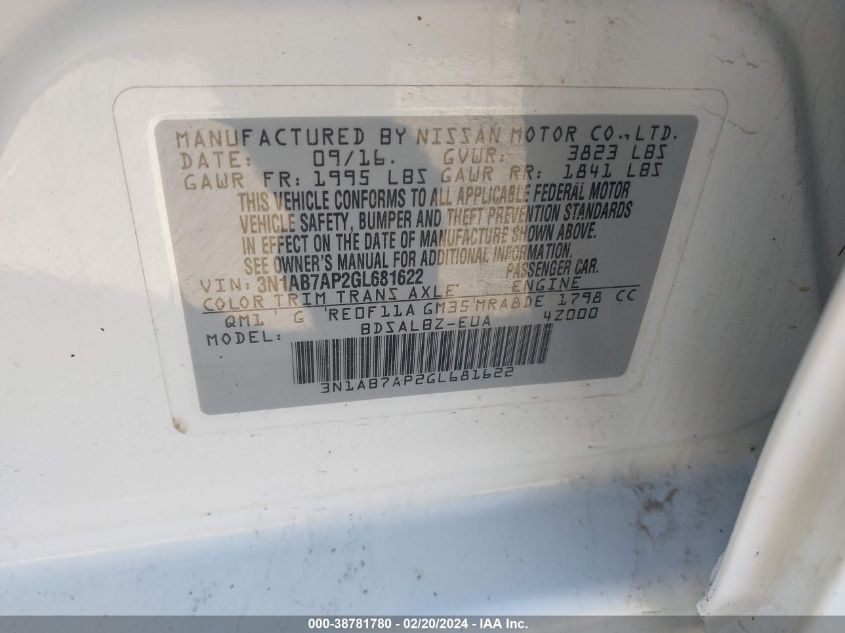 MANUFACTURED BY NISSAN MOTOR CO., LTD.
DATE: 09/16. GVWR: 3823 LBS
GAWR FR: 1995 LBS GAWR RR: 1841 LBS
THIS VEHICLE CONFORMS TO ALL APPLICABLE FEDERAL MOTOR
VEHICLE SAFETY, BUMPER AND THEFT PREVENTION STANDARDS
IN EFFECT ON THE DATE OF MANUFACTURE SHOWN ABOVE.
SEE OWNER'S MANUAL FOR ADDITIONAL INFORMATION.
VIN: 3N1AB7AP2GL681622 PASSENGER CAR.
COLOR TRIM TRANS AXLE ENGINE
QM1 G RE0F11A GM35 MRA8DE 1798 CC
MODEL: BDSALBZ-EUA 4Z000
3N1AB7AP2GL681622
000-38781780 - 02/20/2024 - IAA Inc.